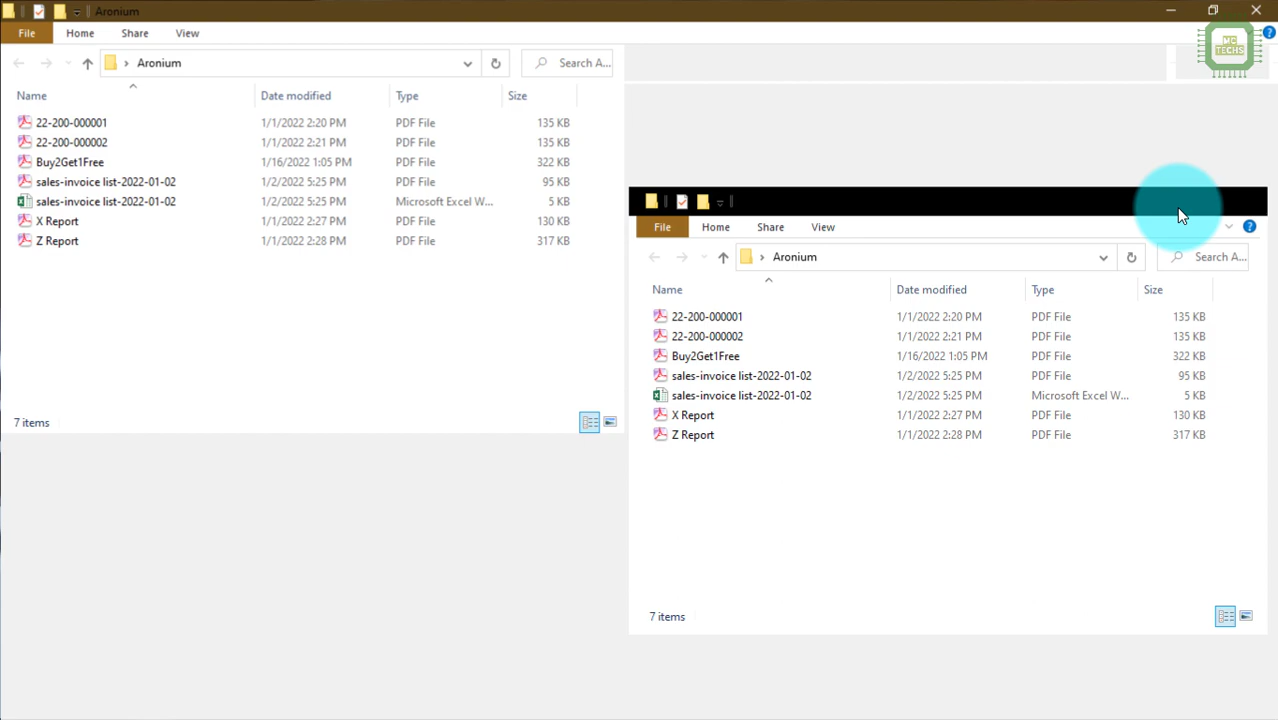 Aronium
File Home Share View
MC TECHS
Aronium Search A...
Name Date modified Type Size
22-200-000001 1/1/2022 2:20 PM PDF File 135 KB
22-200-000002 1/1/2022 2:21 PM PDF File 135 KB
Buy2Get1Free 1/16/2022 1:05 PM PDF File 322 KB
sales-invoice list-2022-01-02 1/2/2022 5:25 PM PDF File 95 KB
sales-invoice list-2022-01-02 1/2/2022 5:25 PM Microsoft Excel W... 5 KB
X Report 1/1/2022 2:27 PM PDF File 130 KB
Z Report 1/1/2022 2:28 PM PDF File 317 KB
7 items
File Home Share View
Aronium Search A...
Name Date modified Type Size
22-200-000001 1/1/2022 2:20 PM PDF File 135 KB
22-200-000002 1/1/2022 2:21 PM PDF File 135 KB
Buy2Get1Free 1/16/2022 1:05 PM PDF File 322 KB
sales-invoice list-2022-01-02 1/2/2022 5:25 PM PDF File 95 KB
sales-invoice list-2022-01-02 1/2/2022 5:25 PM Microsoft Excel W... 5 KB
X Report 1/1/2022 2:27 PM PDF File 130 KB
Z Report 1/1/2022 2:28 PM PDF File 317 KB
7 items